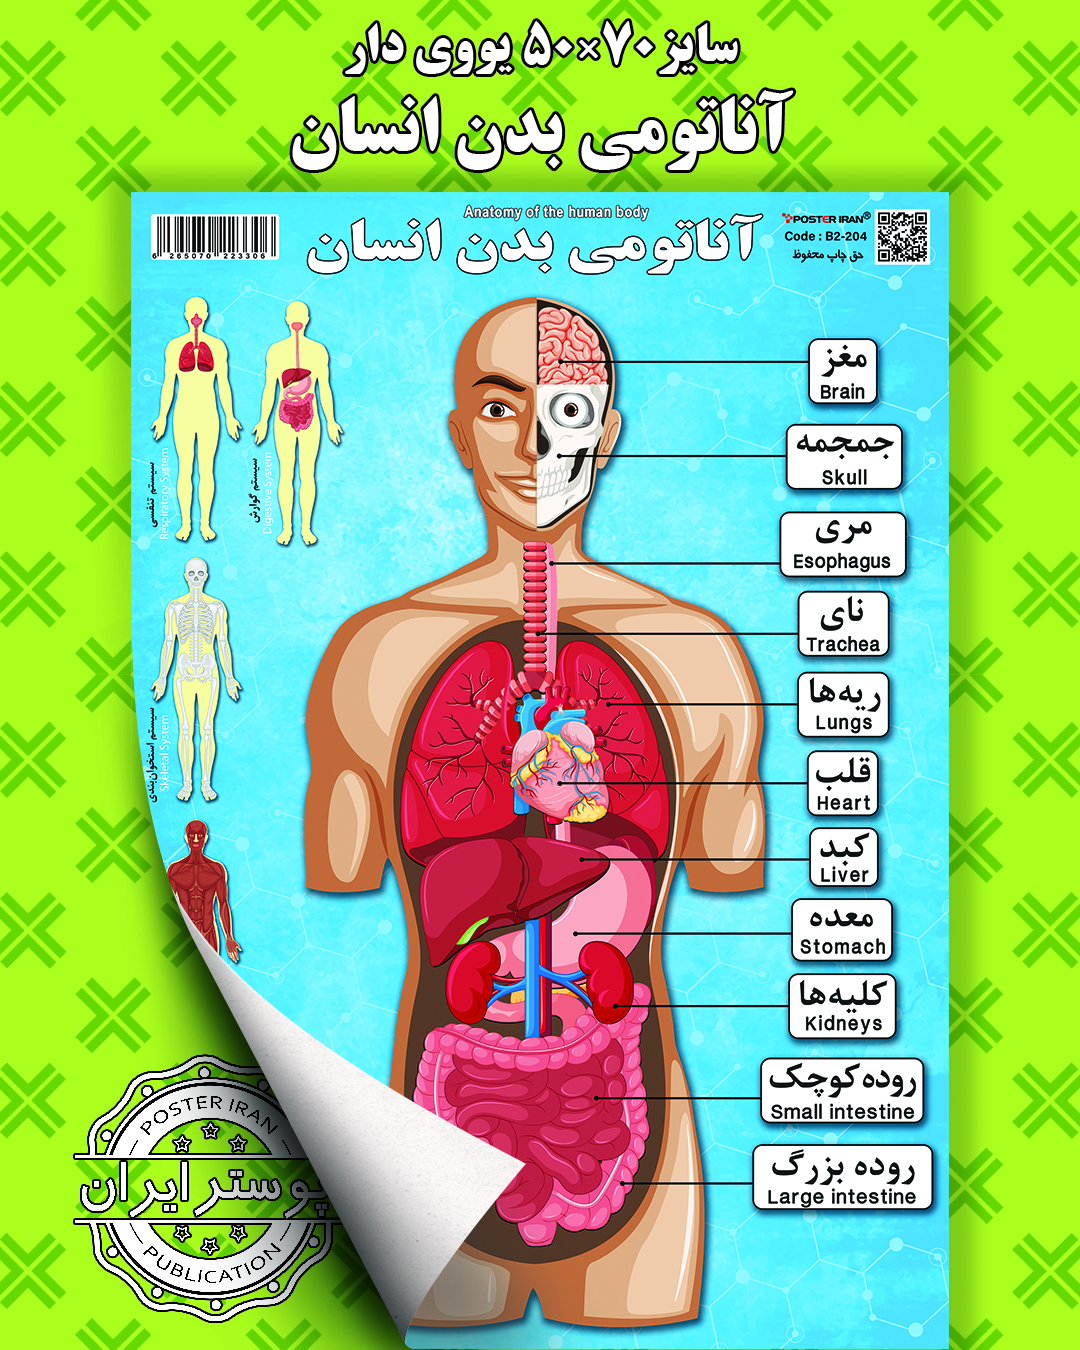 سایز ۷۰×۵۰ یووی دار
آناتومی بدن انسان
Anatomy of the human body
آناتومی بدن انسان
POSTER IRAN®
Code : B2-204
حق چاپ محفوظ
6 265070 223306
سیستم تنفسی
Respiratory System
سیستم گوارش
Digestive System
سیستم استخوان‌بندی
Skeletal System
مغز
Brain
جمجمه
Skull
مری
Esophagus
نای
Trachea
ریه‌ها
Lungs
قلب
Heart
کبد
Liver
معده
Stomach
کلیه‌ها
Kidneys
روده کوچک
Small intestine
روده بزرگ
Large intestine
POSTER IRAN
پوستر ایران
PUBLICATION